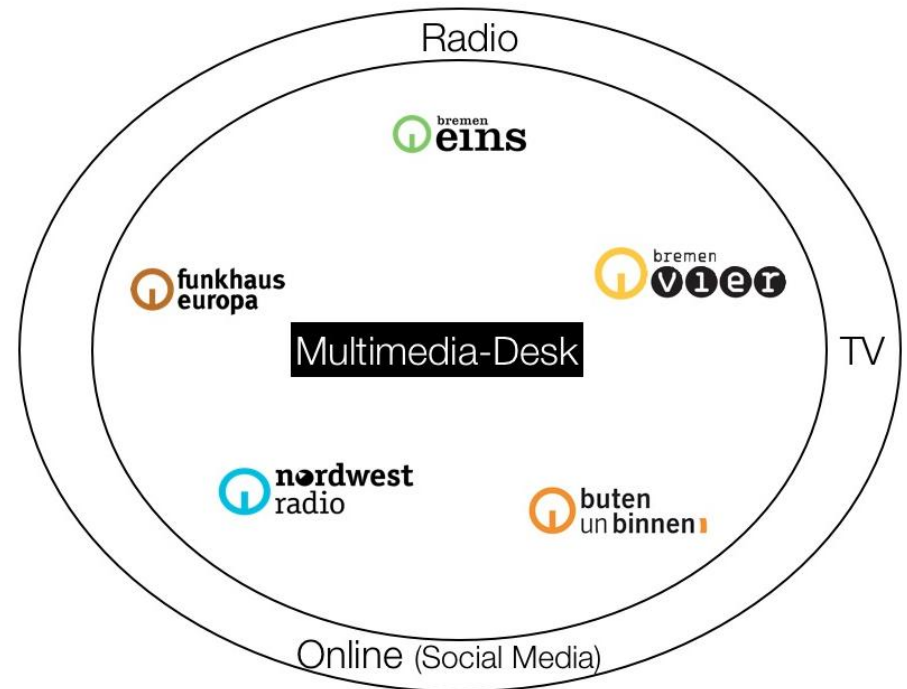 Radio
bremen
eins
funkhaus
europa
bremen
vier
Multimedia-Desk
TV
nordwest
radio
buten
un binnen
Online (Social Media)